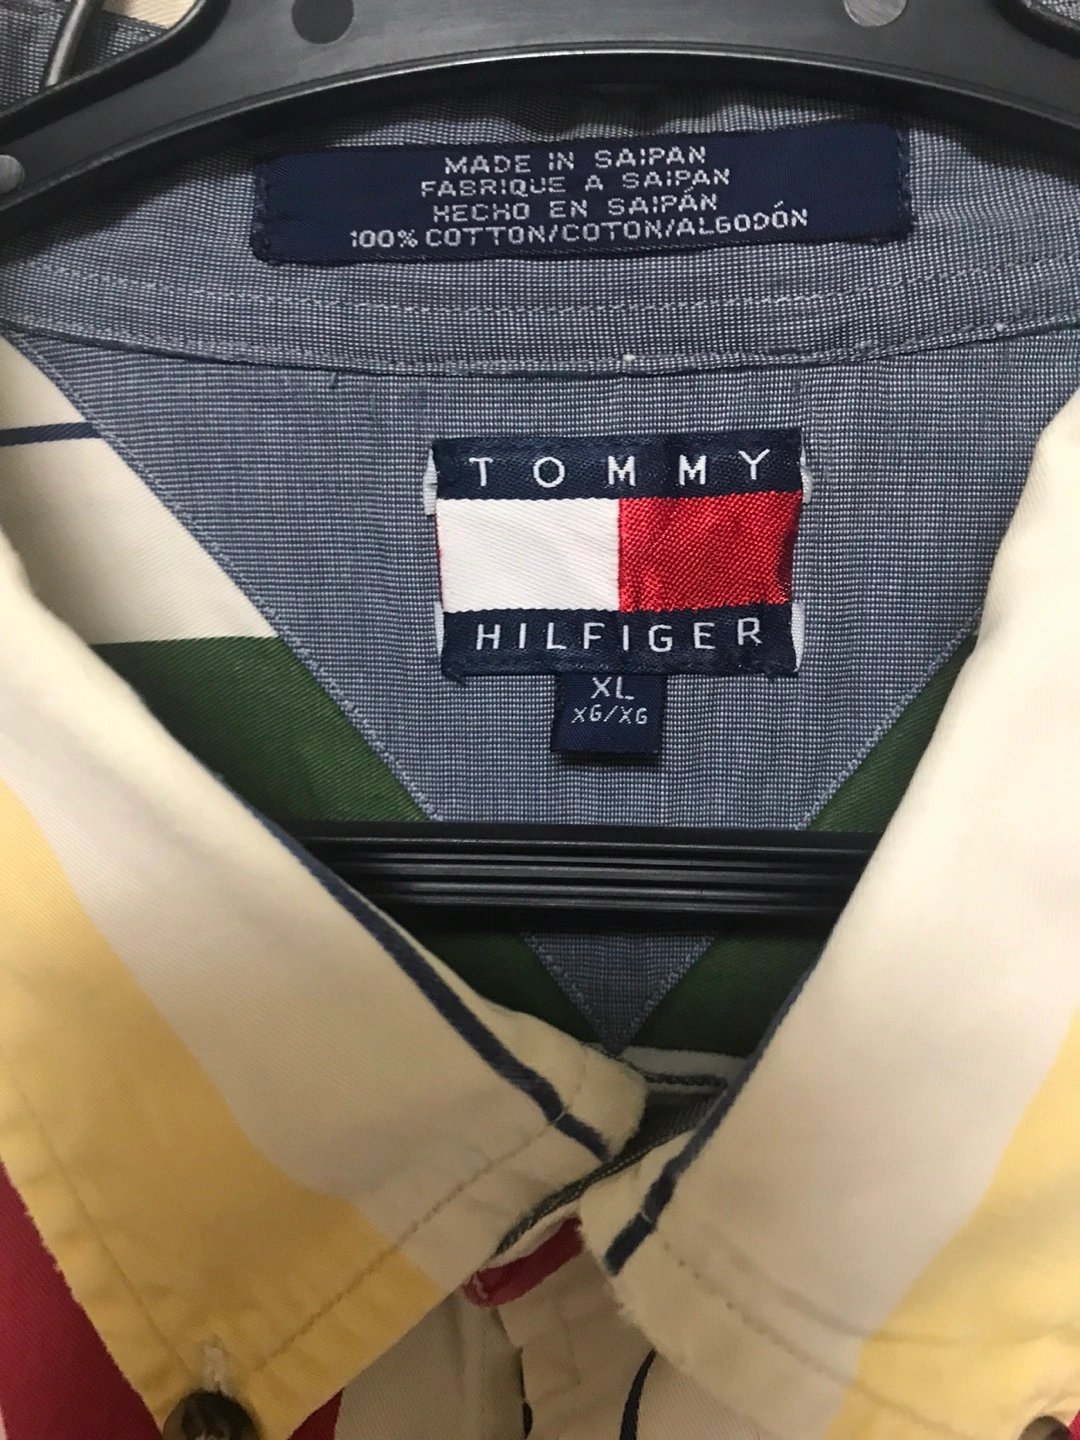 MADE IN SAIPAN
FABRIQUE A SAIPAN
HECHO EN SAIPÁN
100% COTTON/COTON/ALGODÓN
TOMMY
HILFIGER
XL
XG/XG